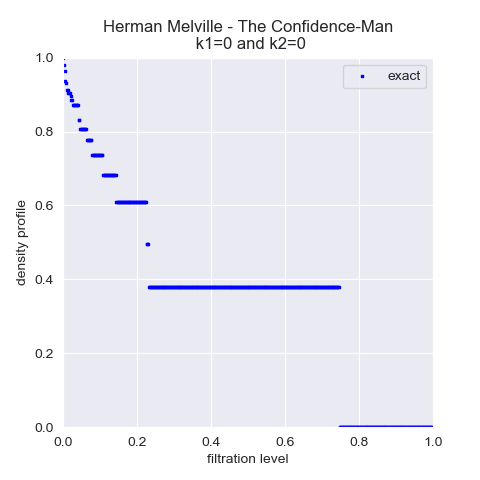 Herman Melville - The Confidence-Man
k1=0 and k2=0
exact
density profile
1.0
0.8
0.6
0.4
0.2
0.0
0.0 0.2 0.4 0.6 0.8 1.0
filtration level